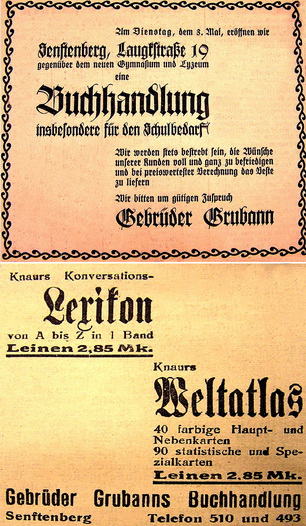 Am Dienstag, dem 8. Mai, eröffnen wir
Senftenberg, Laugkstraße 19
gegenüber dem neuen Gymnasium und Lyzeum
eine
Buchhandlung
insbesondere für den Schulbedarf
Wir werden stets bestrebt sein, die Wünsche
unserer Kunden voll und ganz zu befriedigen
und bei preiswertester Berechnung das Beste
zu liefern
Wir bitten um gütigen Zuspruch
Gebrüder Grubann
Knaurs Konversations-
Lexikon
von A bis Z in 1 Band
Leinen 2,85 Mk.
Knaurs
Weltatlas
40 farbige Haupt- und
Nebenkarten
90 statistische und Spe-
zialkarten
Leinen 2,85 Mk.
Gebrüder Grubanns Buchhandlung
Senftenberg Telefon 510 und 493